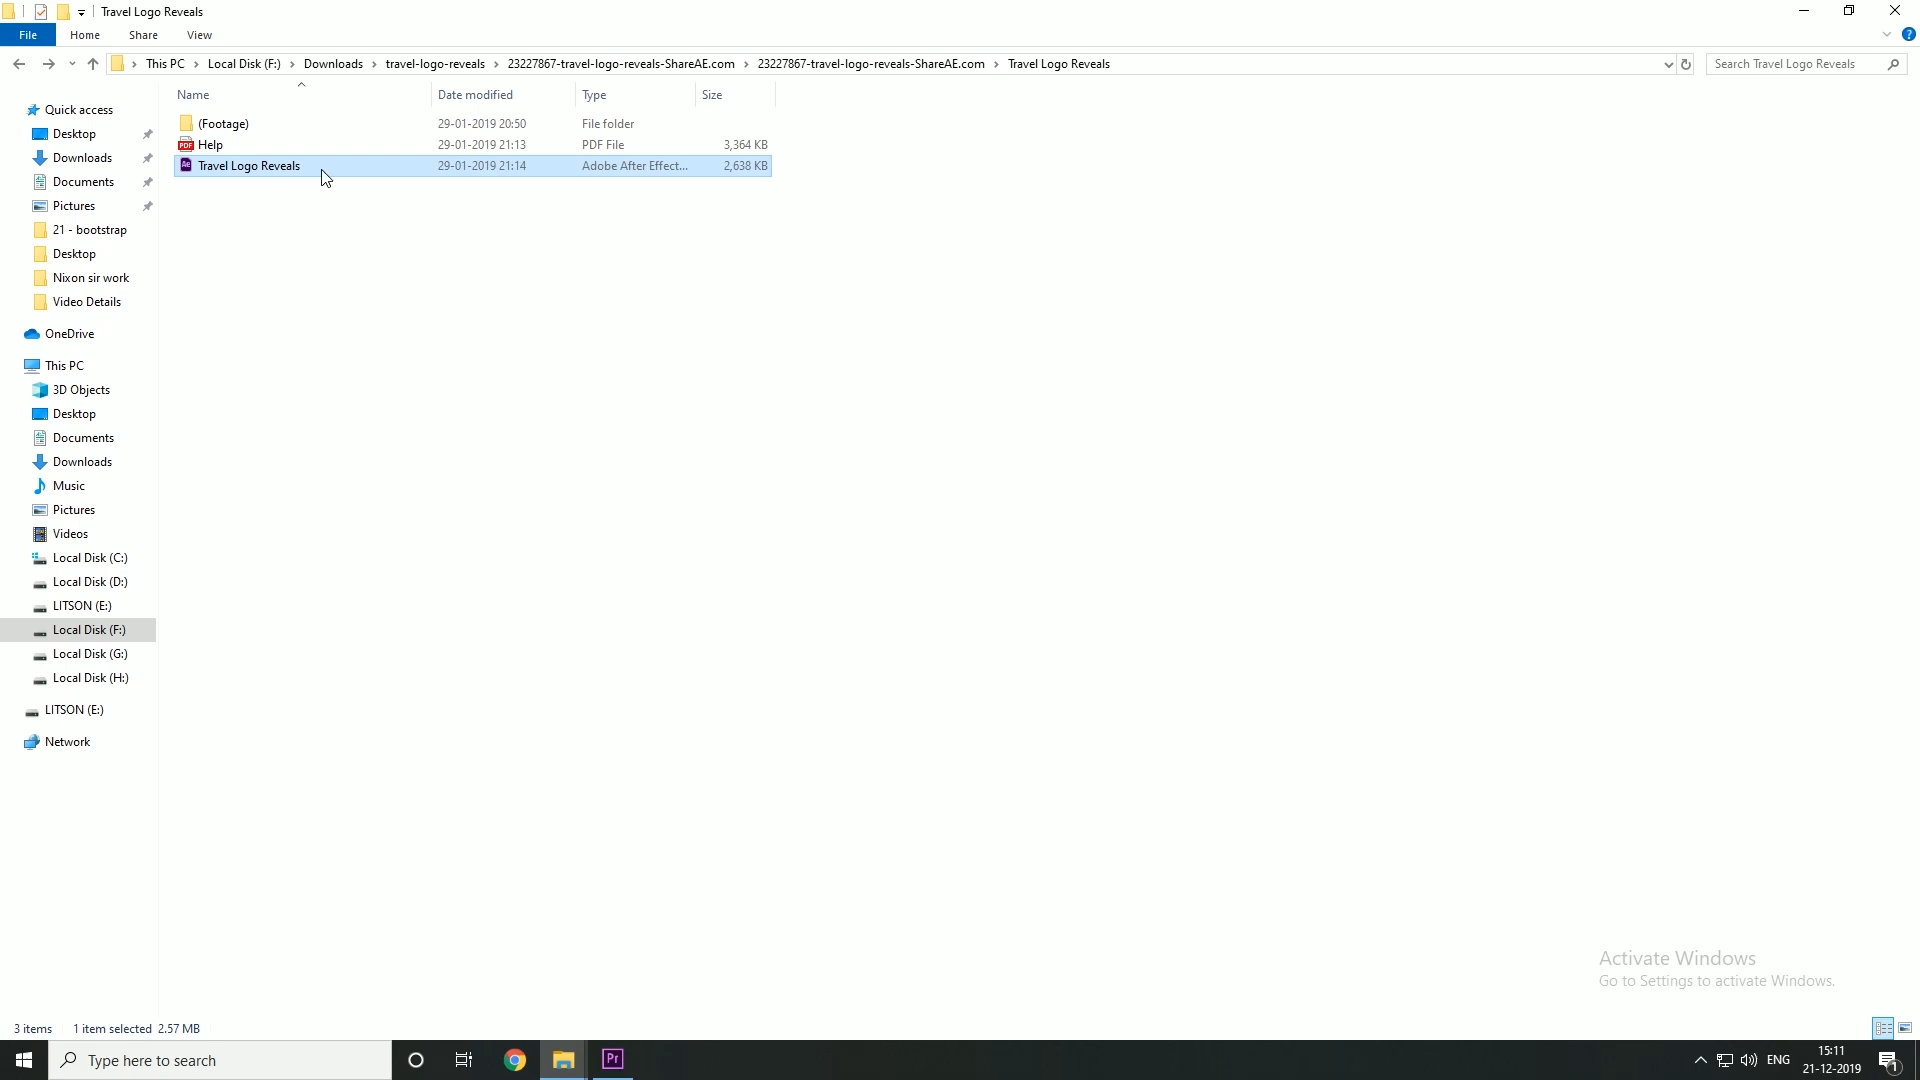 Travel Logo Reveals
File Home Share View
This PC Local Disk (F:) Downloads travel-logo-reveals 23227867-travel-logo-reveals-ShareAE.com 23227867-travel-logo-reveals-ShareAE.com Travel Logo Reveals
Search Travel Logo Reveals
Name Date modified Type Size
(Footage) 29-01-2019 20:50 File folder
Help 29-01-2019 21:13 PDF File 3,364 KB
Travel Logo Reveals 29-01-2019 21:14 Adobe After Effect... 2,638 KB
Quick access
Desktop
Downloads
Documents
Pictures
21 - bootstrap
Desktop
Nixon sir work
Video Details
OneDrive
This PC
3D Objects
Desktop
Documents
Downloads
Music
Pictures
Videos
Local Disk (C:)
Local Disk (D:)
LITSON (E:)
Local Disk (F:)
Local Disk (G:)
Local Disk (H:)
LITSON (E:)
Network
Activate Windows
Go to Settings to activate Windows.
3 items 1 item selected 2.57 MB
Type here to search
Pr
ENG
15:11
21-12-2019
1